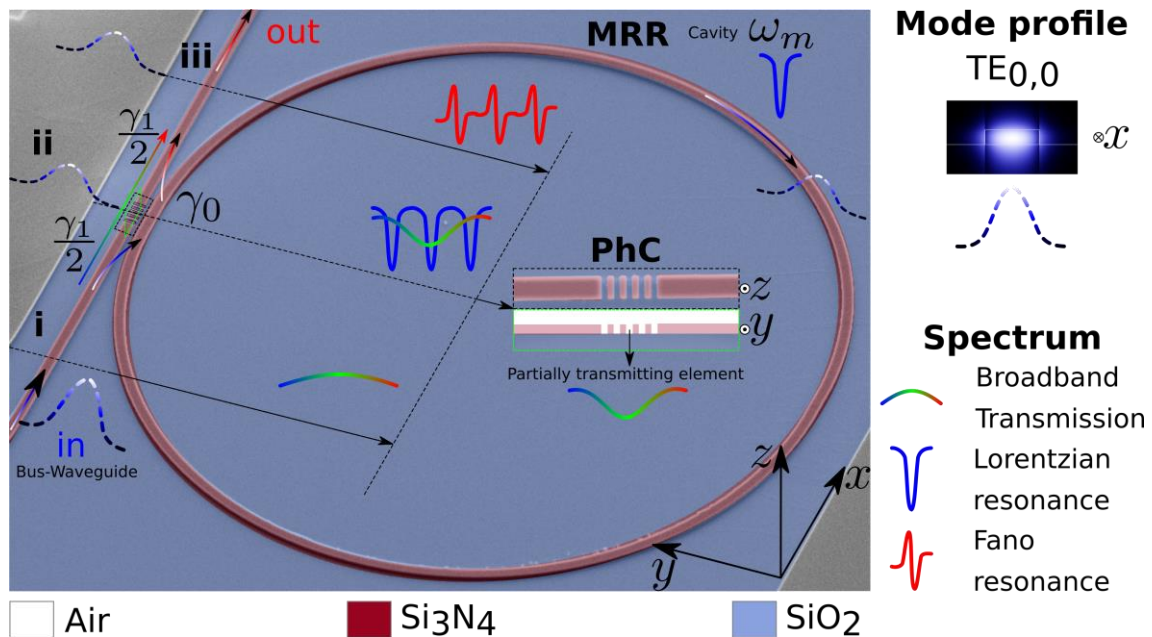 out
iii
MRR
Cavity ω_m
Mode profile
TE0,0
⊗x
γ1/2
ii
γ0
γ1/2
PhC
z
y
i
Partially transmitting element
in
Bus-Waveguide
z
x
y
Spectrum
Broadband
Transmission
Lorentzian
resonance
Fano
resonance
Air
Si3N4
SiO2